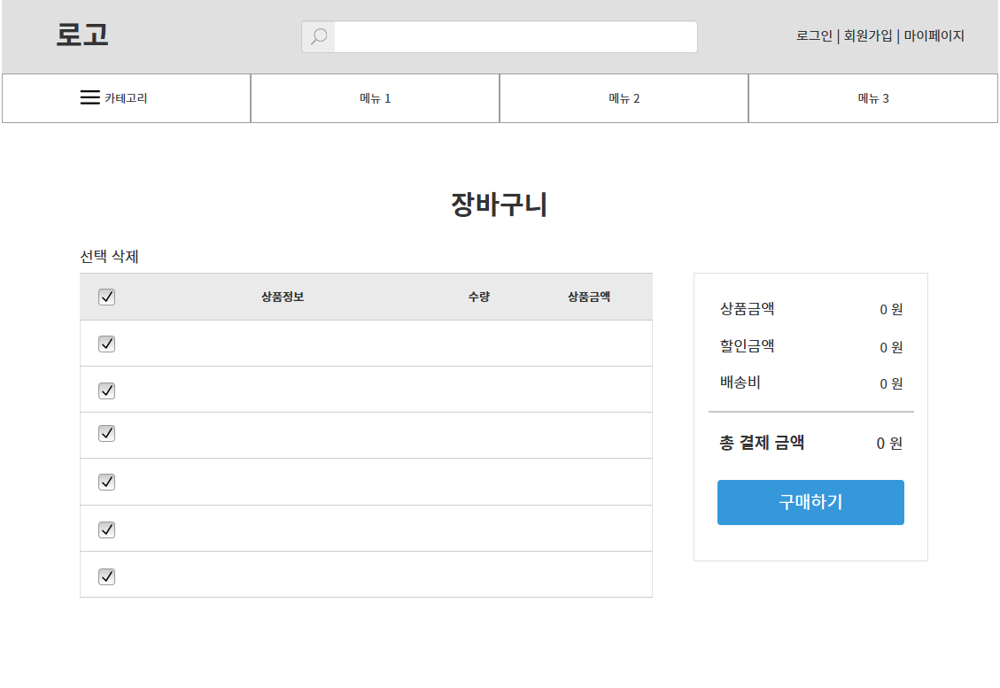 로고
로그인 | 회원가입 | 마이페이지
카테고리 메뉴 1 메뉴 2 메뉴 3
장바구니
선택 삭제
상품정보 수량 상품금액
상품금액 0 원
할인금액 0 원
배송비 0 원
총 결제 금액 0 원
구매하기